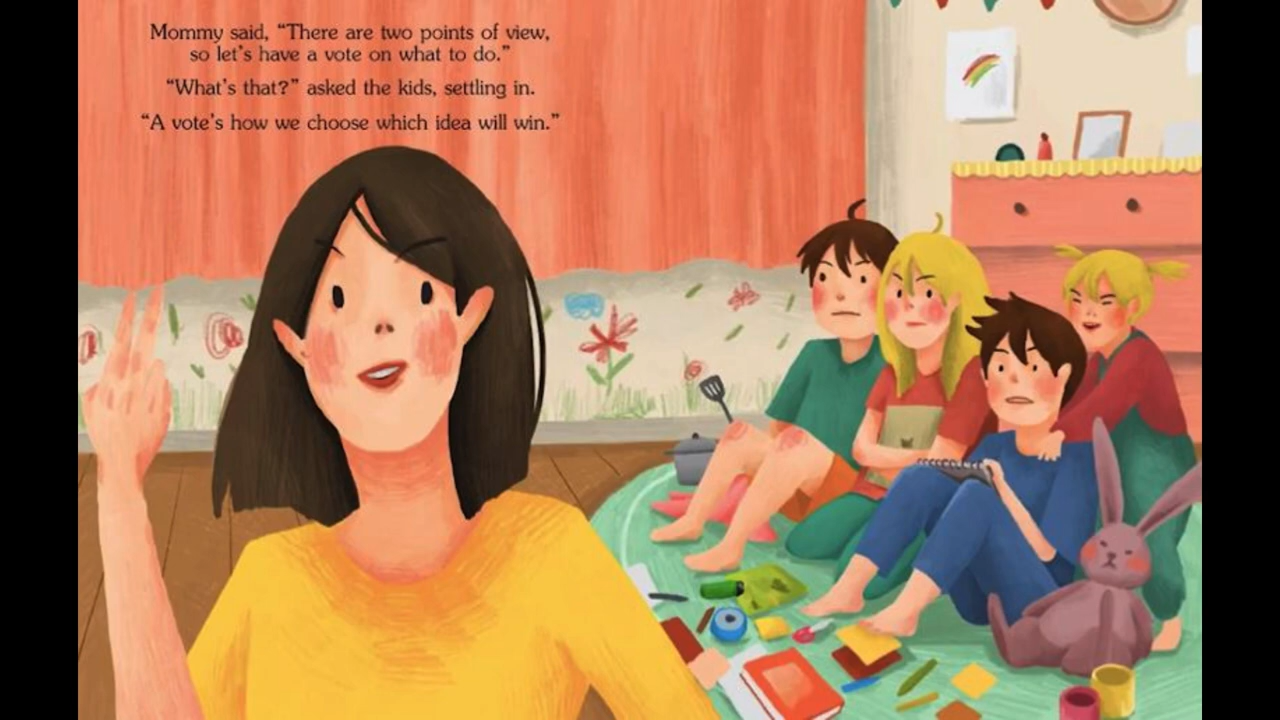 Mommy said, “There are two points of view,
so let’s have a vote on what to do.”
“What’s that?” asked the kids, settling in.
“A vote’s how we choose which idea will win.”